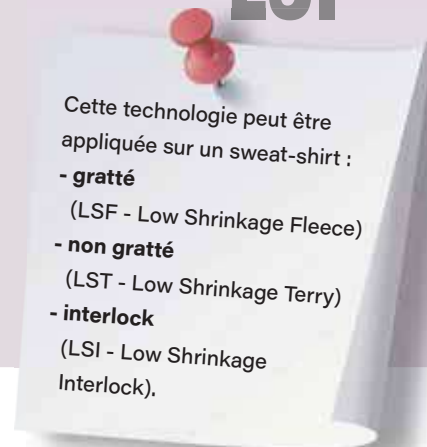 Cette technologie peut être
appliquée sur un sweat-shirt :
- gratté
(LSF - Low Shrinkage Fleece)
- non gratté
(LST - Low Shrinkage Terry)
- interlock
(LSI - Low Shrinkage
Interlock).